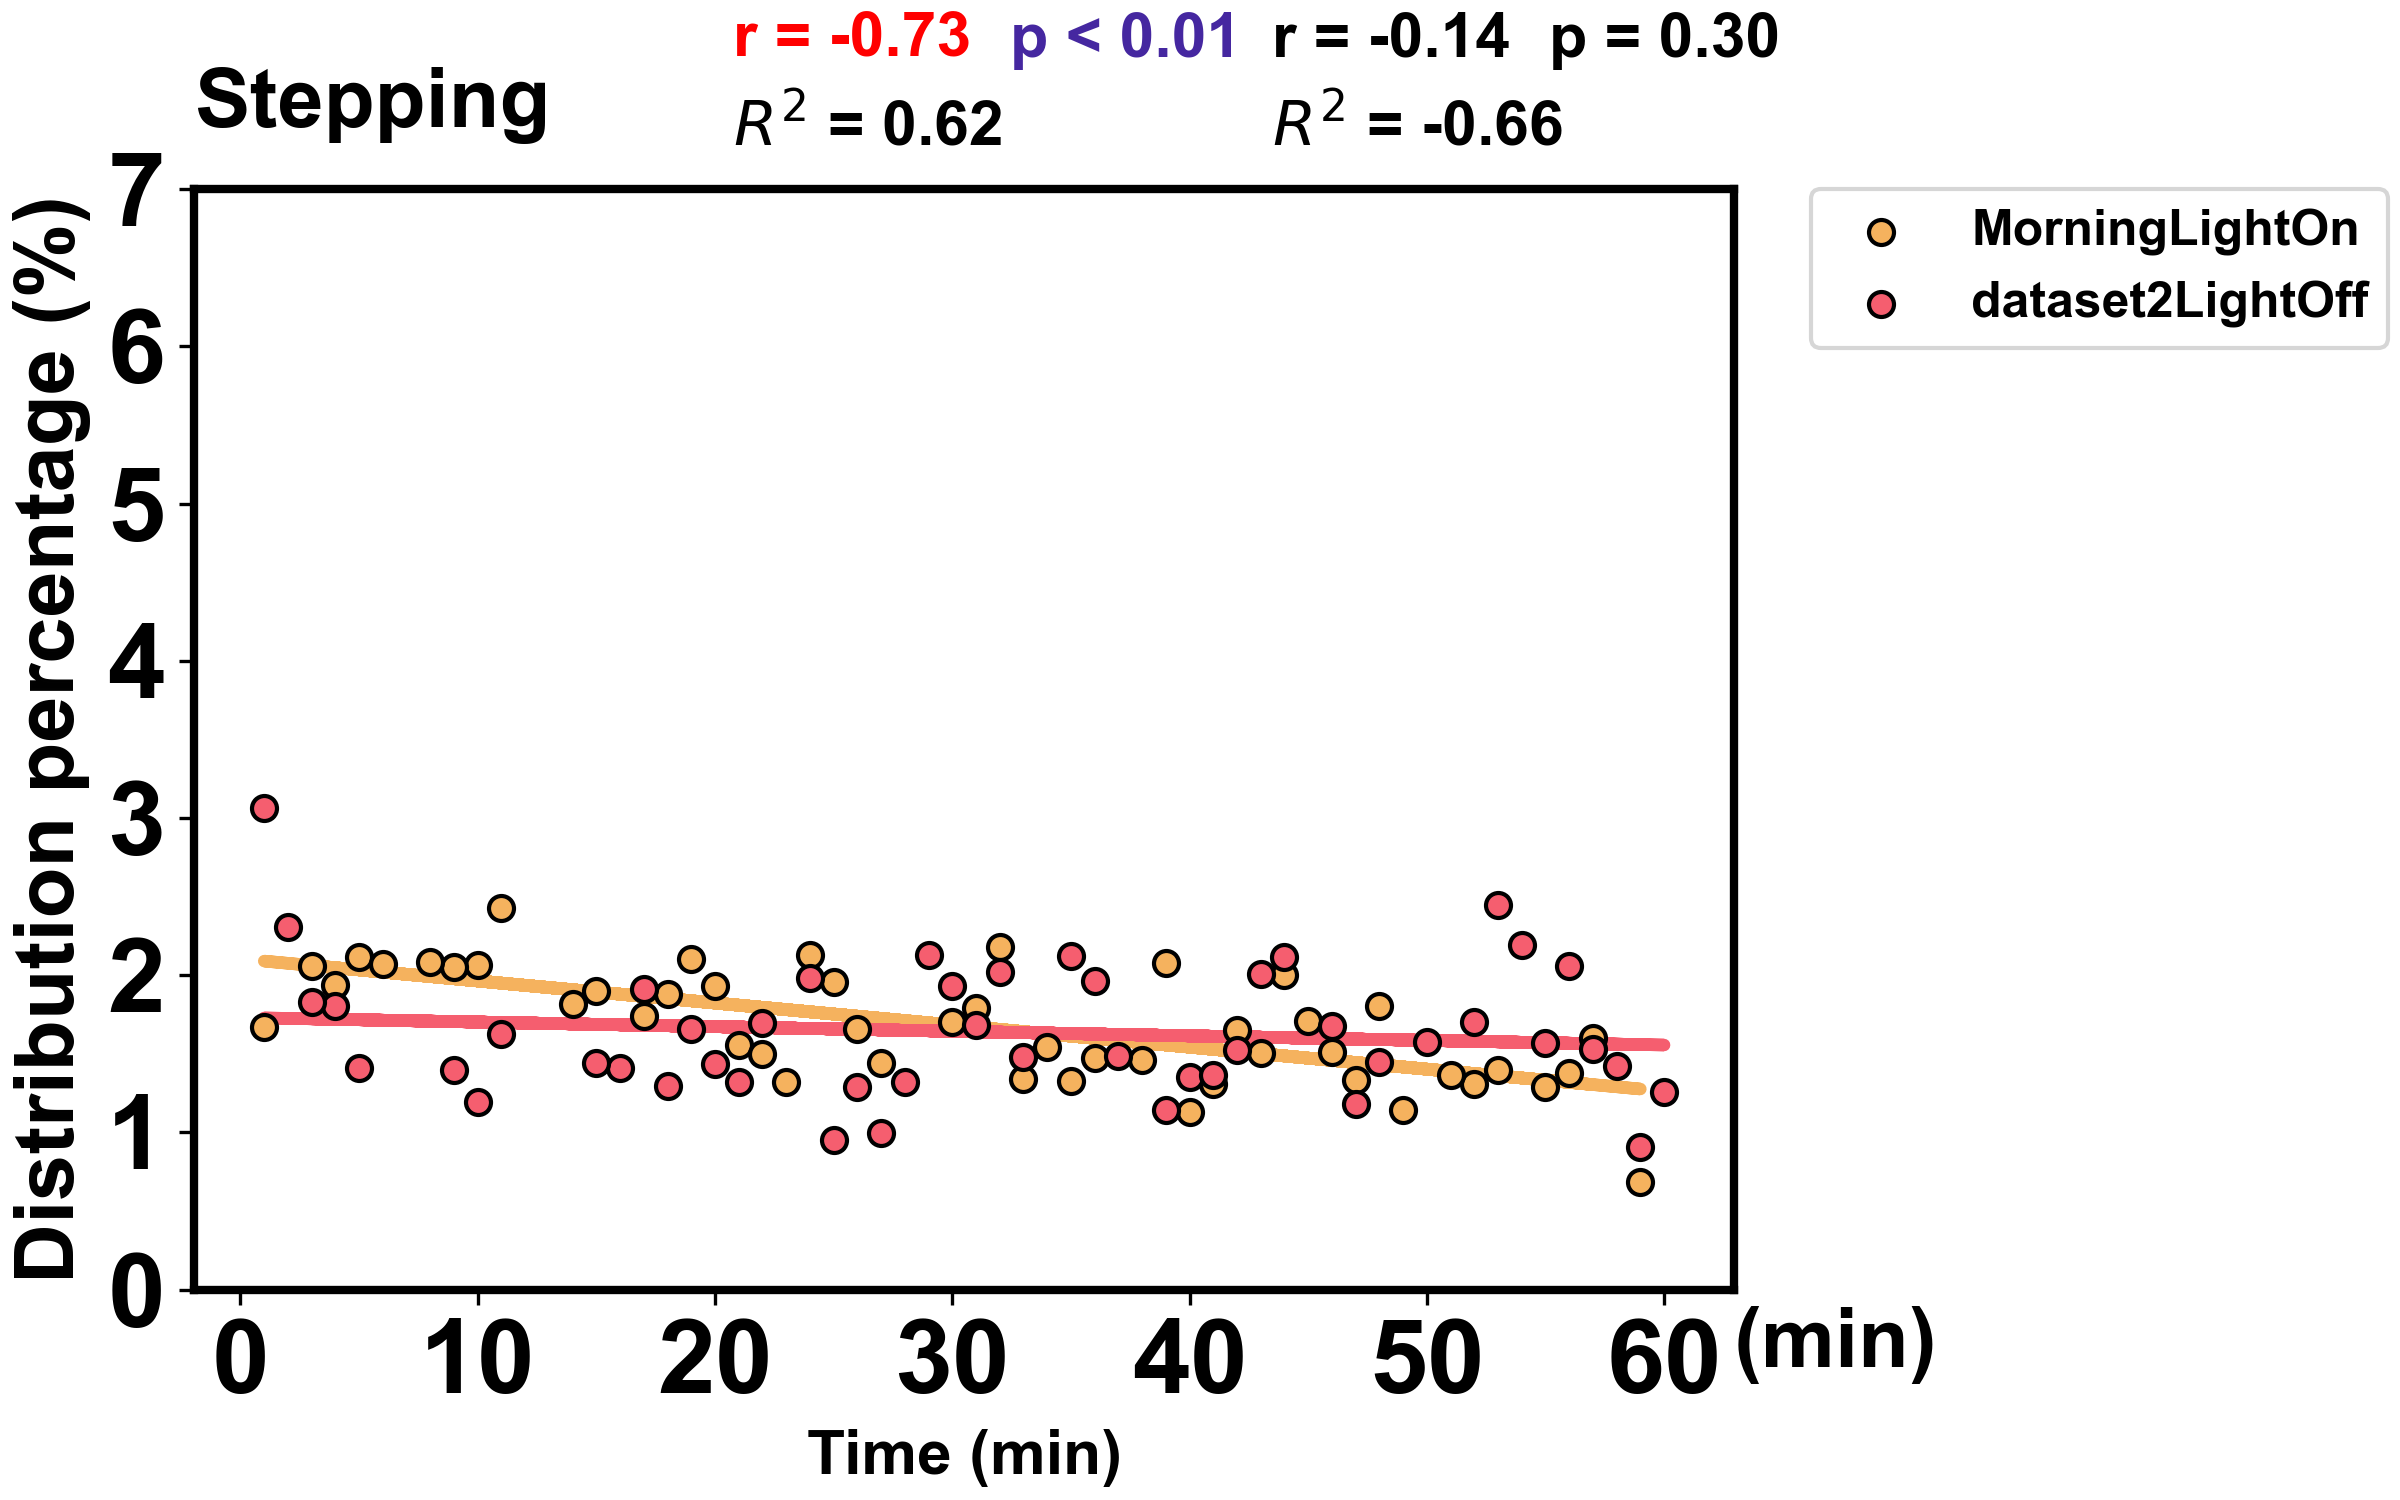 r = -0.73 p < 0.01 r = -0.14 p = 0.30
Stepping
R² = 0.62 R² = -0.66
Distribution percentage (%)
7
6
5
4
3
2
1
0
0 10 20 30 40 50 60 (min)
Time (min)
MorningLightOn
dataset2LightOff